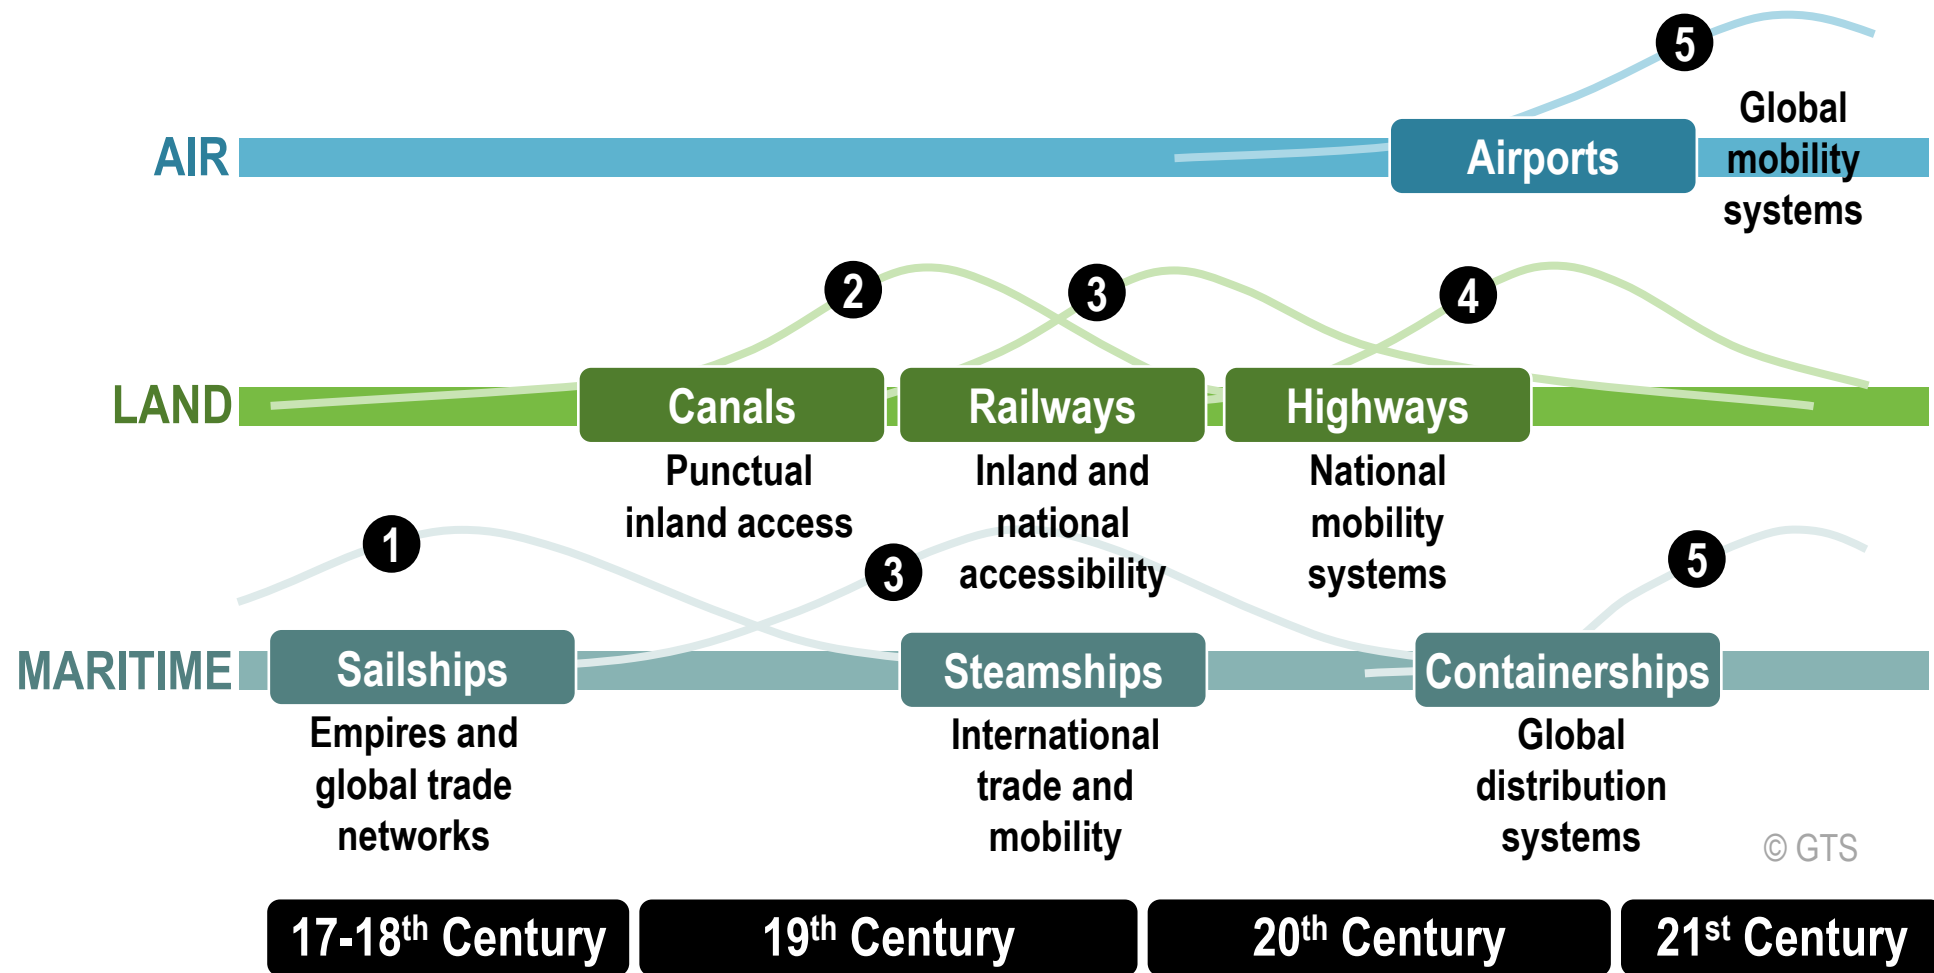 5
Global
mobility
systems
AIR
Airports
2
3
4
LAND
Canals
Railways
Highways
Punctual
inland access
Inland and
national
accessibility
National
mobility
systems
1
3
5
MARITIME
Sailships
Steamships
Containerships
Empires and
global trade
networks
International
trade and
mobility
Global
distribution
systems
© GTS
17-18th Century
19th Century
20th Century
21st Century